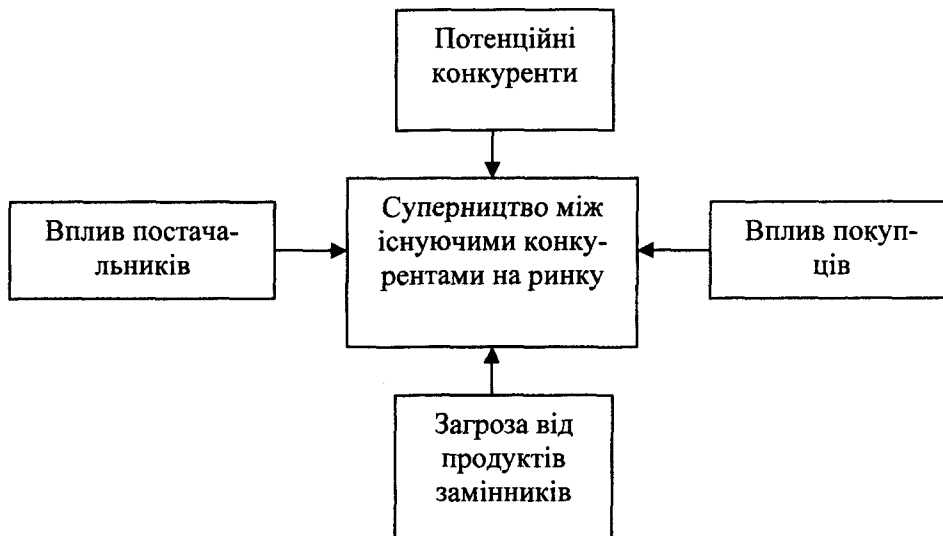 Потенційні
конкуренти
Суперництво між
існуючими конку-
рентами на ринку
Вплив постача-
льників
Вплив покуп-
ців
Загроза від
продуктів
замінників